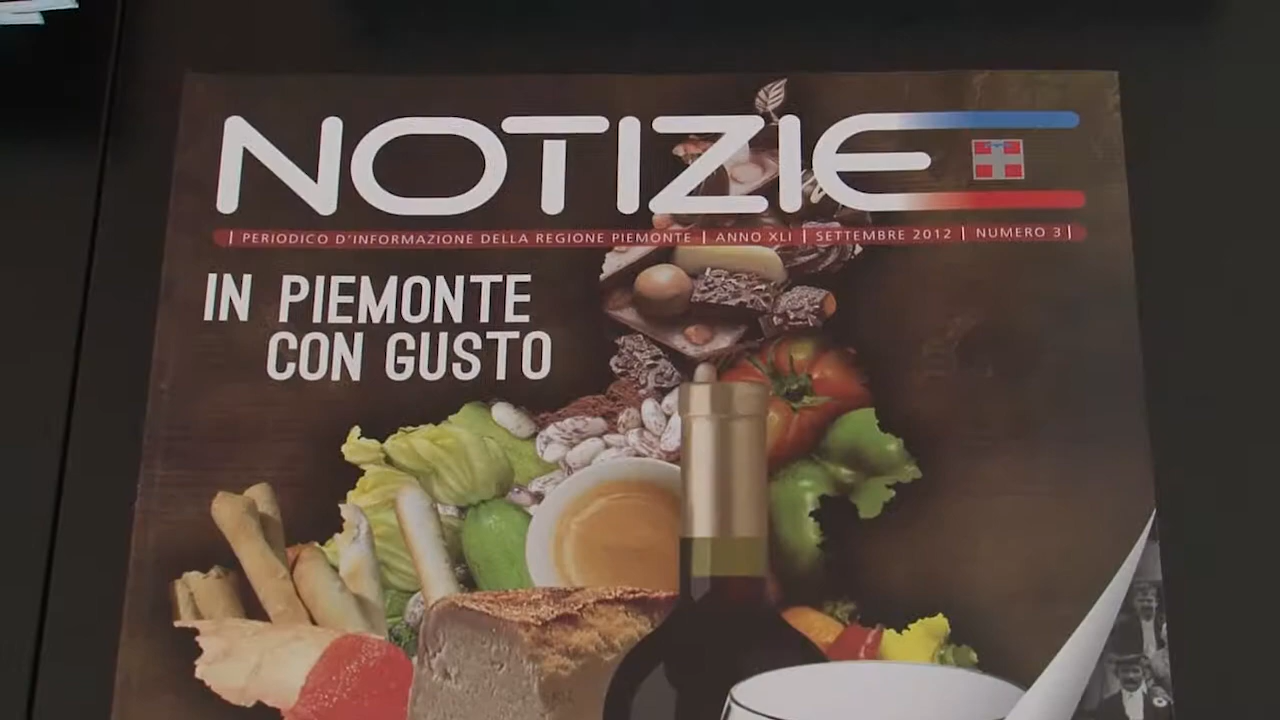 NOTIZIE
| PERIODICO D'INFORMAZIONE DELLA REGIONE PIEMONTE | ANNO XLI | SETTEMBRE 2012 | NUMERO 3 |
IN PIEMONTE
CON GUSTO